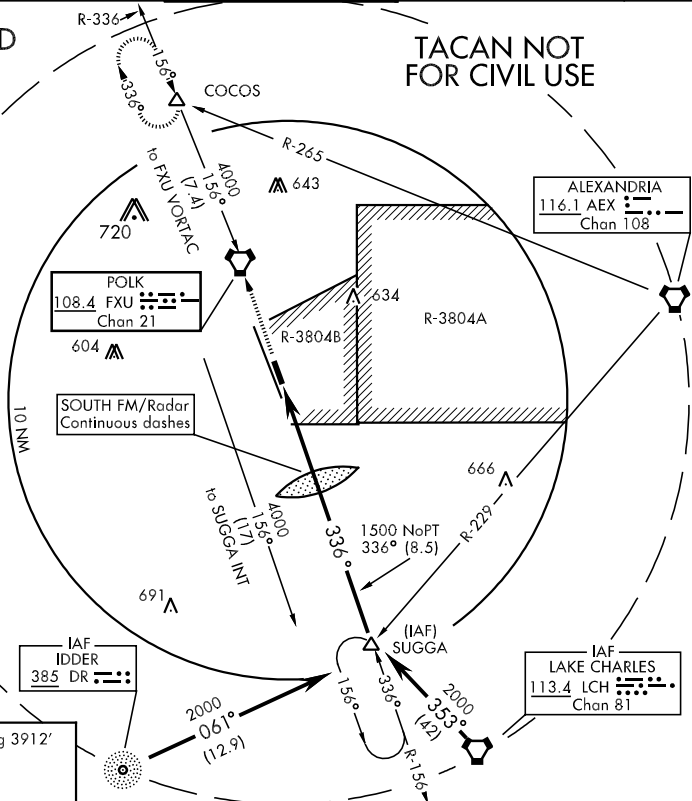 D
R-336
156°
336°
COCOS
TACAN NOT
FOR CIVIL USE
R-265
4000
156°
(7.4)
to FXU VORTAC
643
720
ALEXANDRIA
116.1 AEX
Chan 108
POLK
108.4 FXU
Chan 21
634
R-3804B
R-3804A
604
SOUTH FM/Radar
Continuous dashes
10 NM
4000
156°
(17)
to SUGGA INT
666
R-229
336°
1500 NoPT
336° (8.5)
691
(IAF)
SUGGA
IAF
IDDER
385 DR
IAF
LAKE CHARLES
113.4 LCH
Chan 81
2000
061°
(12.9)
156°
336°
2000
353°
(42)
R-156
g 3912'